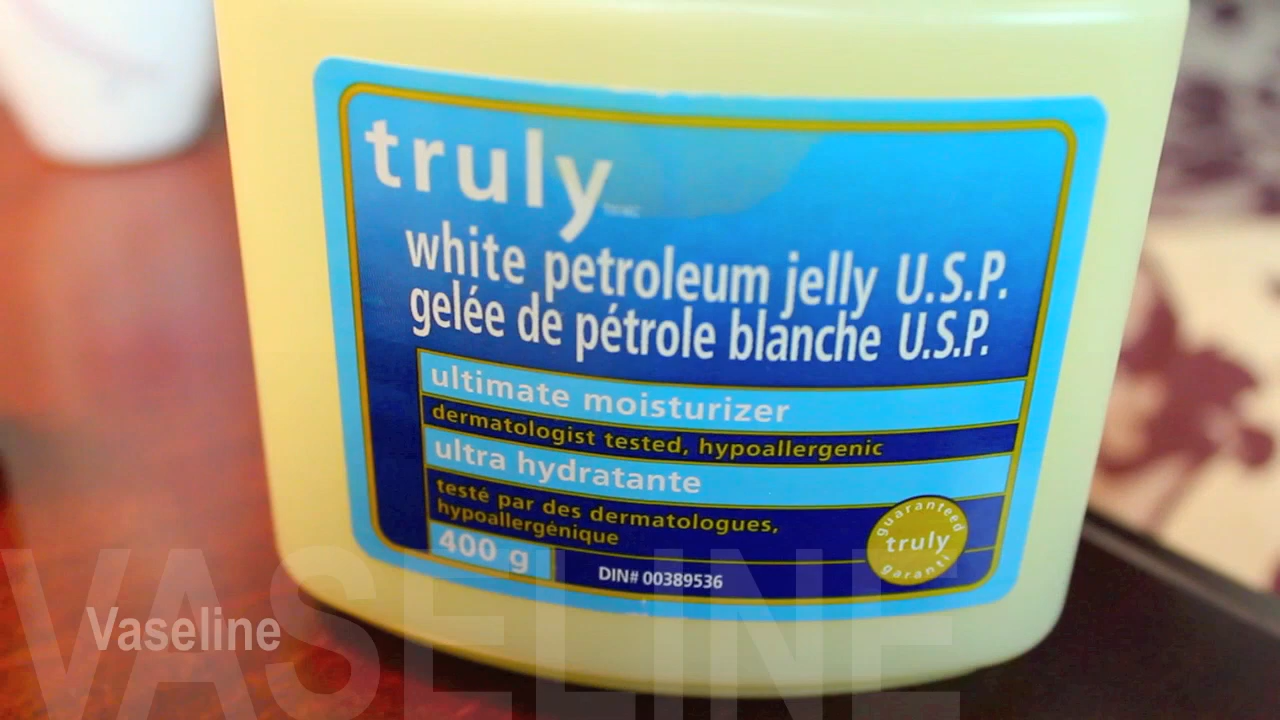 truly
white petroleum jelly U.S.P.
gelée de pétrole blanche U.S.P.
ultimate moisturizer
dermatologist tested, hypoallergenic
ultra hydratante
testé par des dermatologues,
hypoallergénique
400 g
DIN# 00389536
guaranteed
truly
garanti
Vaseline
VASELINE